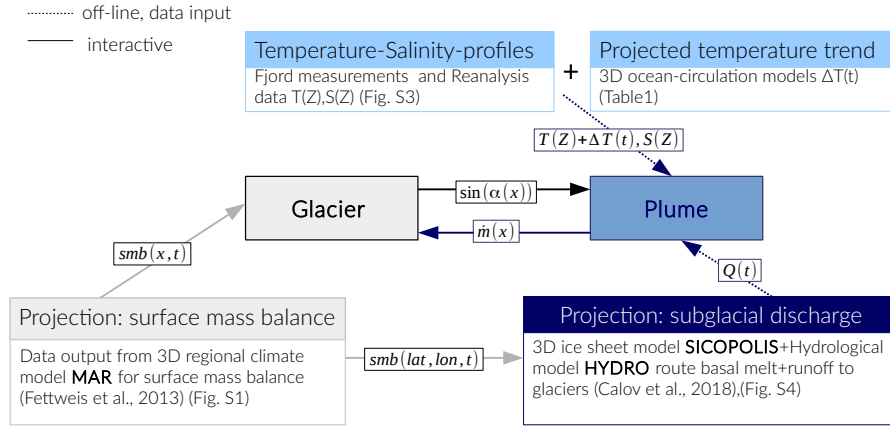 off-line, data input
interactive
Temperature-Salinity-profiles
Fjord measurements and Reanalysis
data T(Z),S(Z) (Fig. S3)
+
Projected temperature trend
3D ocean-circulation models ΔT(t)
(Table1)
T(Z)+ΔT(t),S(Z)
Glacier
sin(α(x))
Plume
ṁ(x)
smb(x,t)
Q(t)
Projection: surface mass balance
Data output from 3D regional climate
model MAR for surface mass balance
(Fettweis et al., 2013) (Fig. S1)
smb(lat,lon,t)
Projection: subglacial discharge
3D ice sheet model SICOPOLIS+Hydrological
model HYDRO route basal melt+runoff to
glaciers (Calov et al., 2018),(Fig. S4)